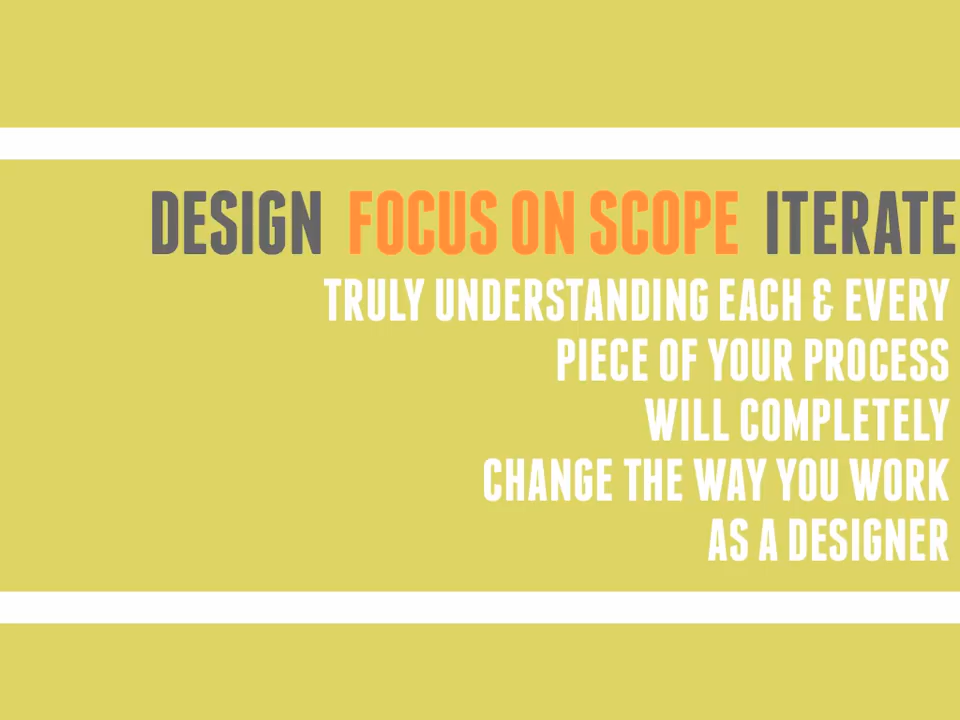 DESIGN FOCUS ON SCOPE ITERATE
TRULY UNDERSTANDING EACH & EVERY
PIECE OF YOUR PROCESS
WILL COMPLETELY
CHANGE THE WAY YOU WORK
AS A DESIGNER